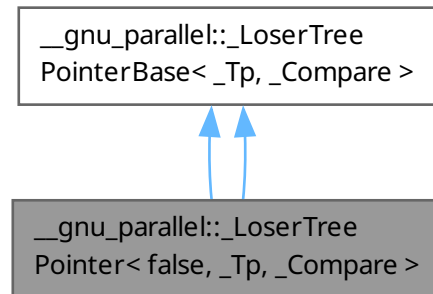 __gnu_parallel::_LoserTree
PointerBase< _Tp, _Compare >
__gnu_parallel::_LoserTree
Pointer< false, _Tp, _Compare >